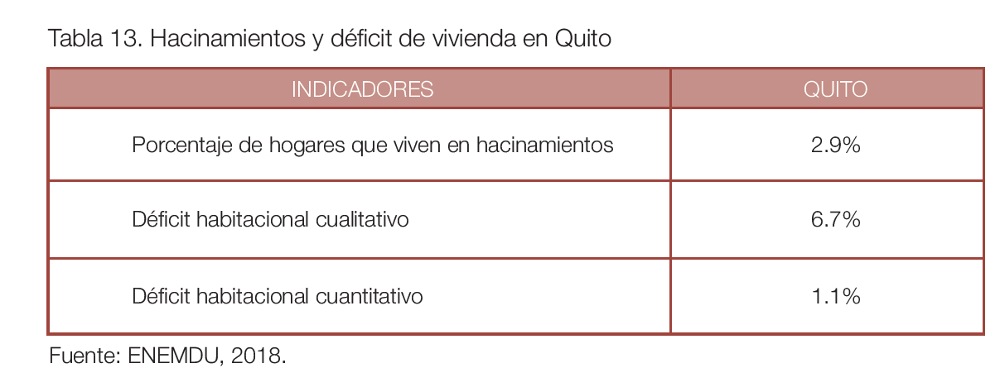 Tabla 13. Hacinamientos y déficit de vivienda en Quito
INDICADORES QUITO
Porcentaje de hogares que viven en hacinamientos 2.9%
Déficit habitacional cualitativo 6.7%
Déficit habitacional cuantitativo 1.1%
Fuente: ENEMDU, 2018.